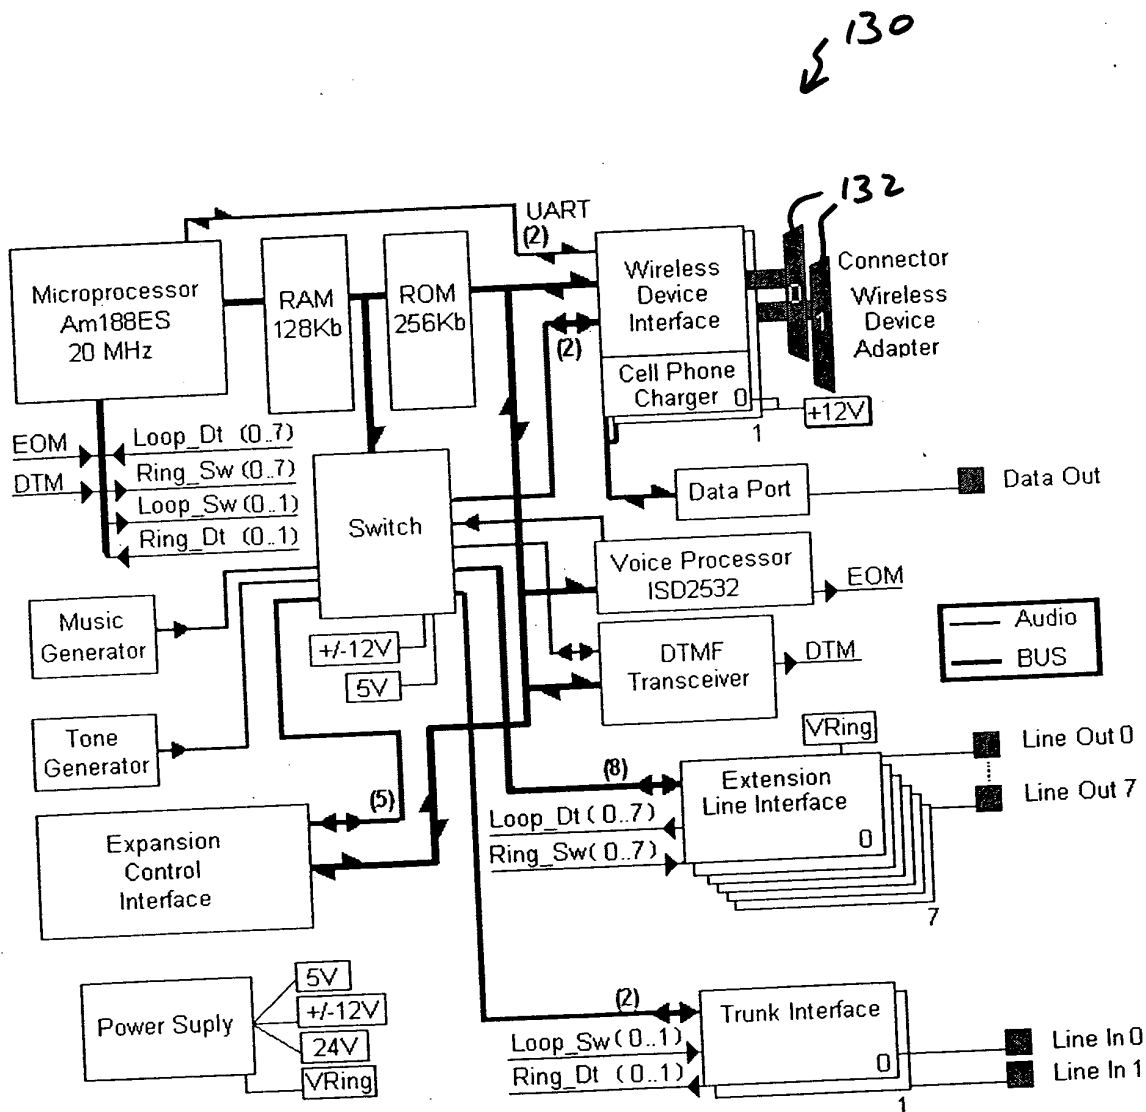 130
132
UART
(2)
Microprocessor
Am188ES
20 MHz
RAM
128Kb
ROM
256Kb
Wireless
Device
Interface
Cell Phone
Charger
0
1
0
1
Connector
Wireless
Device
Adapter
+12V
(2)
EOM
DTM
Loop_Dt (0..7)
Ring_Sw (0..7)
Loop_Sw (0..1)
Ring_Dt (0..1)
Switch
Data Port
Data Out
Voice Processor
ISD2532
EOM
Music
Generator
+/-12V
5V
DTMF
Transceiver
DTM
Audio
BUS
Tone
Generator
VRing
Line Out 0
Line Out 7
(5)
(8)
Extension
Line Interface
0
7
Loop_Dt (0..7)
Ring_Sw (0..7)
Expansion
Control
Interface
Power Suply
5V
+/-12V
24V
VRing
(2)
Trunk Interface
0
1
Loop_Sw (0..1)
Ring_Dt (0..1)
Line In 0
Line In 1